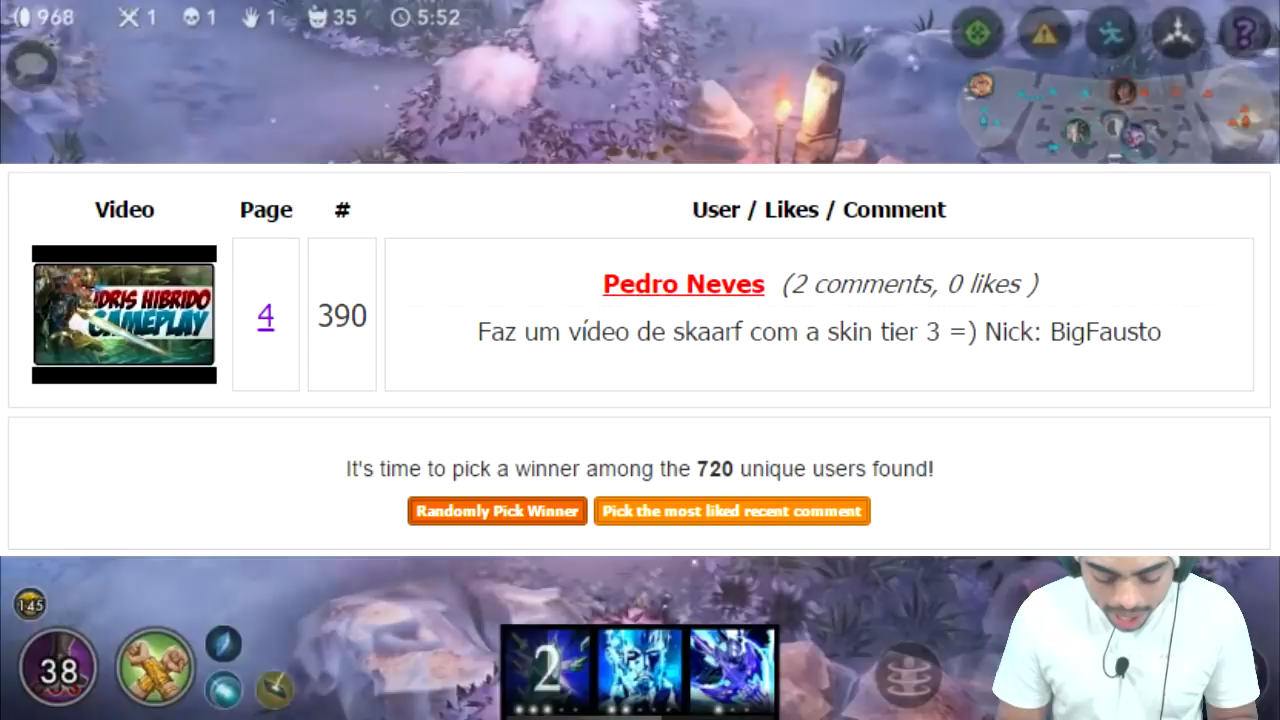 968 1 1 1 35 5:52
Video Page # User / Likes / Comment
IDRIS HIBRIDO
GAMEPLAY
4 390
Pedro Neves (2 comments, 0 likes )
Faz um vídeo de skaarf com a skin tier 3 =) Nick: BigFausto
It's time to pick a winner among the 720 unique users found!
Randomly Pick Winner Pick the most liked recent comment
145
38
2